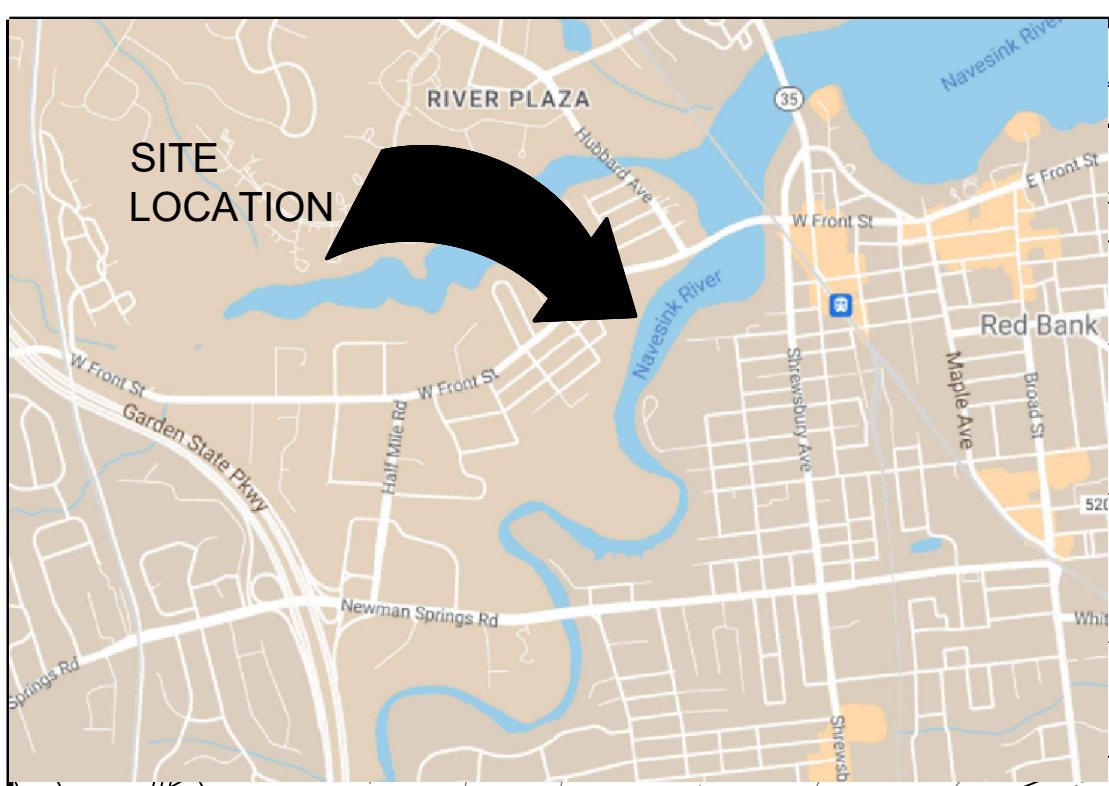 Navesink River
35
RIVER PLAZA
Hubbard Ave
SITE
LOCATION
E Front St
W Front St
Navesink River
Red Bank
W Front St
W Front St
Garden State Pkwy
Half Mile Rd
Shrewsbury Ave
Maple Ave
Broad St
520
Newman Springs Rd
Whit
Springs Rd
Shrewsb